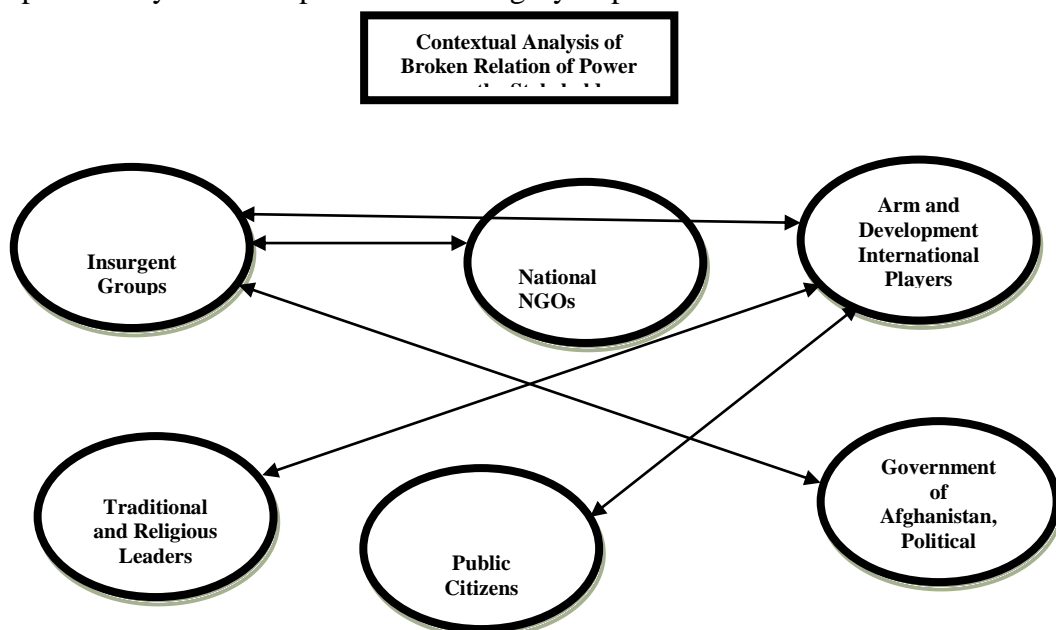 Contextual Analysis of
Broken Relation of Power
Insurgent
Groups
National
NGOs
Arm and
Development
International
Players
Traditional
and Religious
Leaders
Public
Citizens
Government
of
Afghanistan,
Political